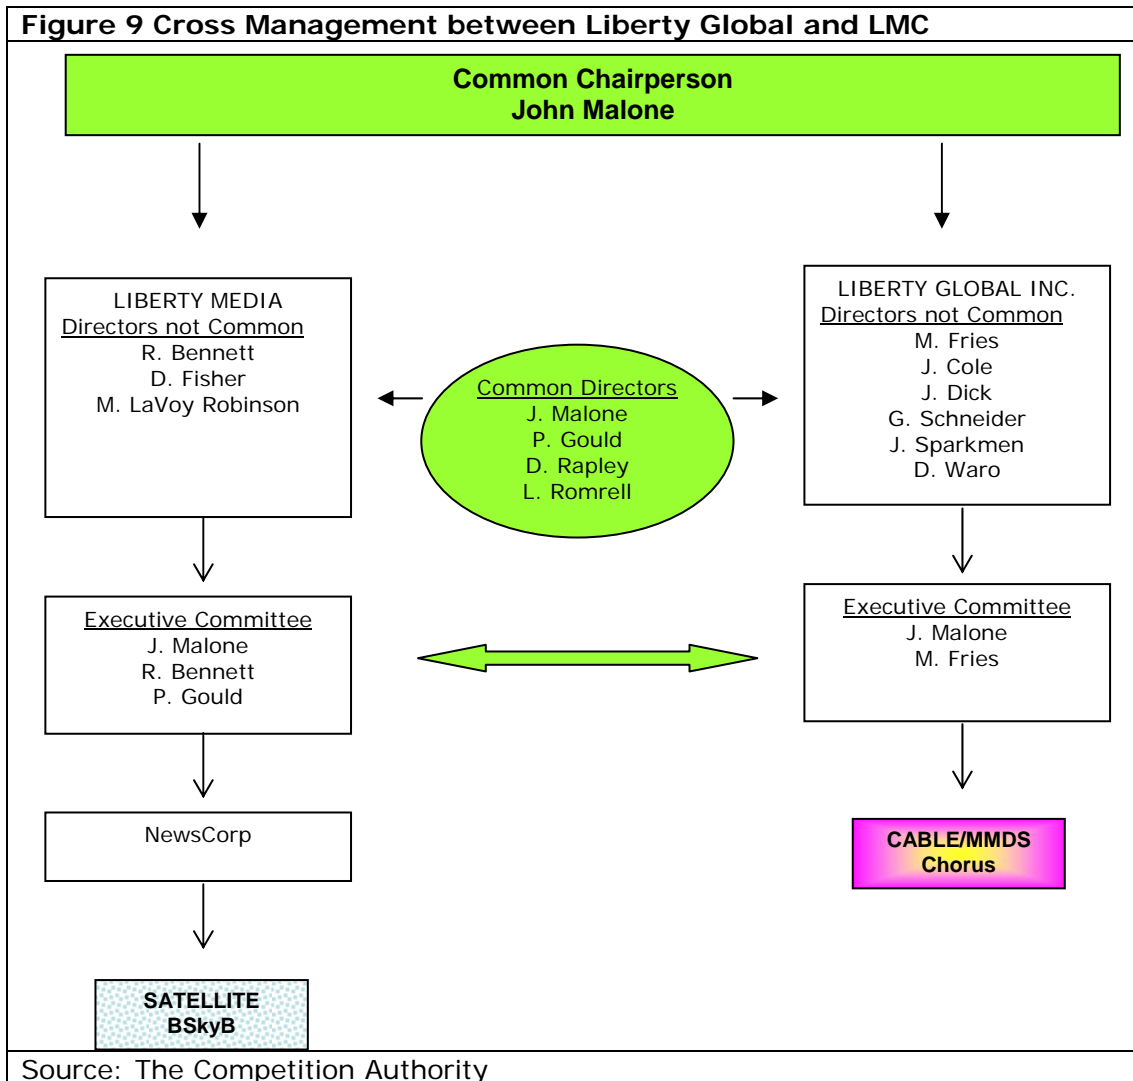 Figure 9 Cross Management between Liberty Global and LMC
Common Chairperson
John Malone
LIBERTY MEDIA
Directors not Common
R. Bennett
D. Fisher
M. LaVoy Robinson
Common Directors
J. Malone
P. Gould
D. Rapley
L. Romrell
LIBERTY GLOBAL INC.
Directors not Common
M. Fries
J. Cole
J. Dick
G. Schneider
J. Sparkmen
D. Waro
Executive Committee
J. Malone
R. Bennett
P. Gould
Executive Committee
J. Malone
M. Fries
NewsCorp
CABLE/MMDS
Chorus
SATELLITE
BSkyB
Source: The Competition Authority